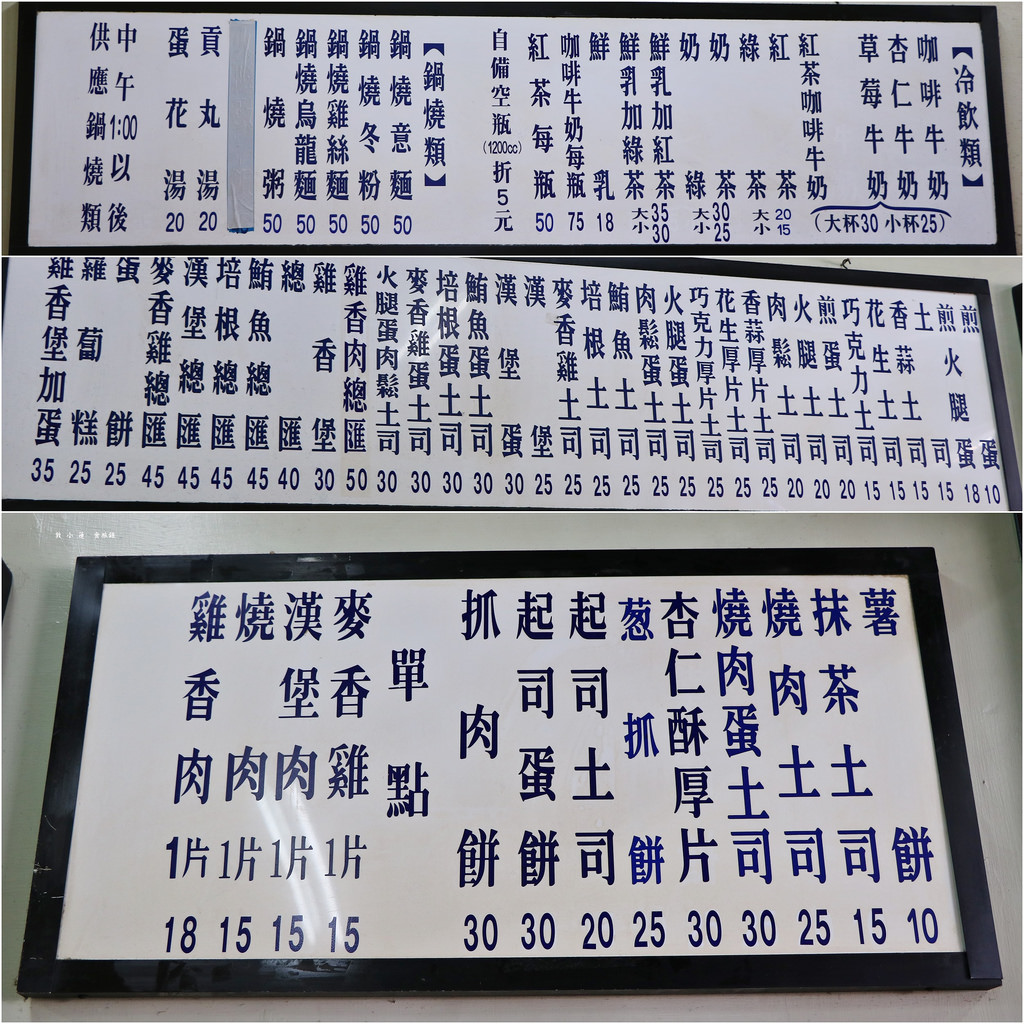 【冷飲類】
咖啡牛奶
杏仁牛奶
草莓牛奶
(大杯30 小杯25)
紅茶咖啡牛奶
紅茶 大20 小15
綠茶
奶茶 大30 小25
奶綠
鮮乳加紅茶 大35 小30
鮮乳加綠茶
鮮乳 18
咖啡牛奶每瓶 75
紅茶每瓶 50
自備空瓶(1200cc)折5元
【鍋燒類】
鍋燒意麵 50
鍋燒冬粉 50
鍋燒雞絲麵 50
鍋燒烏龍麵 50
鍋燒粥 50
貢丸湯 20
蛋花湯 20
中午1:00以後
供應鍋燒類
煎蛋 10
煎火腿蛋 18
土司 15
香蒜土司 15
花生土司 15
巧克力土司 15
煎蛋土司 20
火腿土司 20
肉鬆土司 20
香蒜厚片土司 25
花生厚片土司 25
巧克力厚片土司 25
火腿蛋土司 25
肉鬆蛋土司 25
鮪魚土司 25
培根土司 25
麥香雞土司 25
漢堡 25
漢堡蛋 30
鮪魚蛋土司 30
培根蛋土司 30
麥香雞蛋土司 30
火腿蛋肉鬆土司 30
雞香肉總匯 50
雞香堡 30
總匯 40
鮪魚總匯 45
培根總匯 45
漢堡總匯 45
麥香雞總匯 45
蛋餅 25
蘿蔔糕 25
雞香堡加蛋 35
薯餅 10
抹茶土司 15
燒肉土司 25
燒肉蛋土司 30
杏仁酥厚片 30
葱抓餅 25
起司土司 20
起司蛋餅 30
抓肉餅 30
單點
麥香雞1片 15
漢堡肉1片 15
燒肉1片 15
雞香肉1片 18